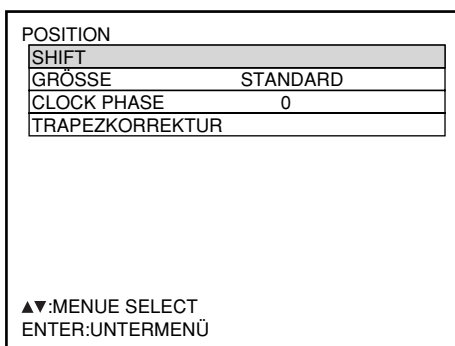 POSITION
SHIFT
GRÖSSE STANDARD
CLOCK PHASE 0
TRAPEZKORREKTUR
▲▼:MENUE SELECT
ENTER:UNTERMENÜ